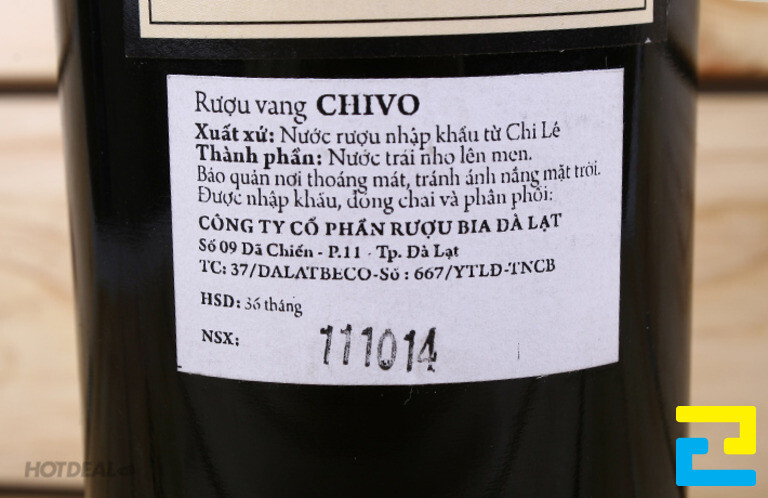 Rượu vang CHIVO
Xuất xứ: Nước rượu nhập khẩu từ Chi Lê
Thành phần: Nước trái nho lên men.
Bảo quản nơi thoáng mát, tránh ánh nắng mặt trời.
Được nhập khẩu, đóng chai và phân phối:
CÔNG TY CỔ PHẦN RƯỢU BIA ĐÀ LẠT
Số 09 Dã Chiến - P.11 - Tp. Đà Lạt
TC: 37/DALATBECO-Số : 667/YTLĐ-TNCB
HSD: 36 tháng
NSX: 111014
HOTDEAL